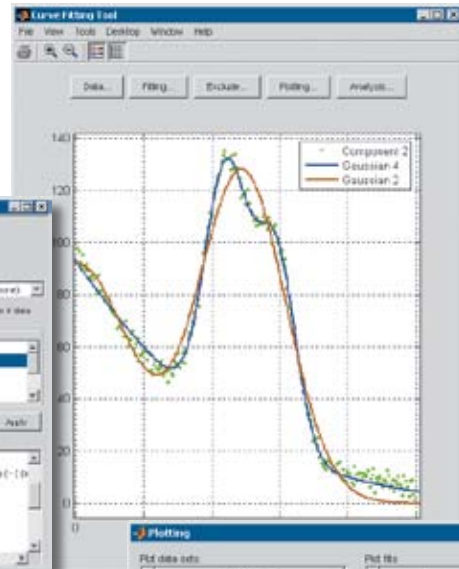 Curve Fitting Tool
File View Tools Desktop Window Help
Data... Fitting... Exclude... Plotting... Analysis...
140
120
100
80
60
40
20
0
0
Component 2
Gaussian 4
Gaussian 2
Apply
Plotting
Plot data sets
Plot fits